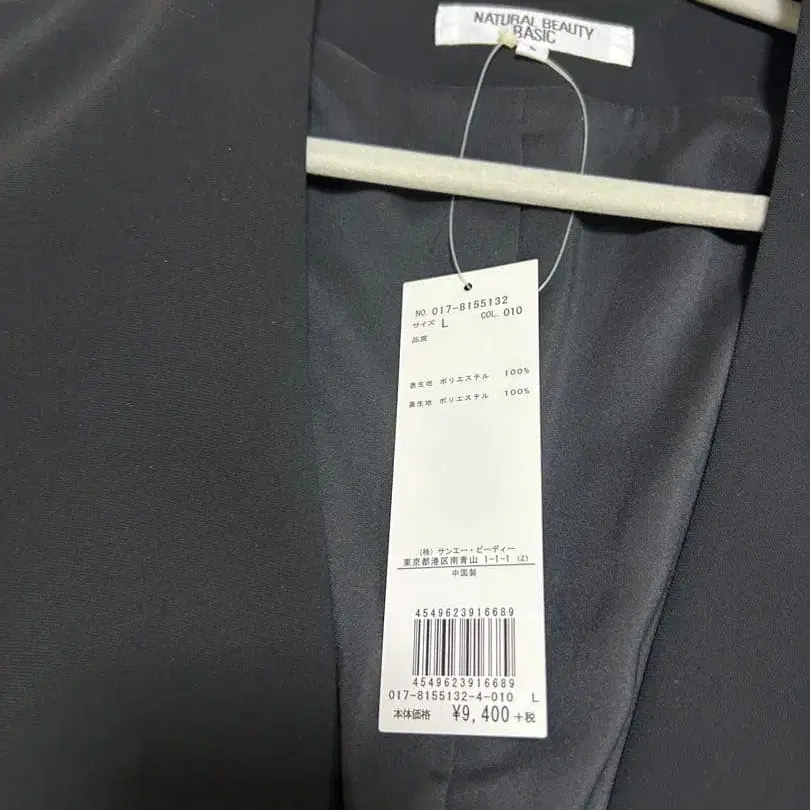 NATURAL BEAUTY
BASIC
L
NO. 017-8155132
サイズ L COL. 010
品質
表生地 ポリエステル 100%
裏生地 ポリエステル 100%
(株) サンエー・ビーディー
東京都港区南青山 1-1-1 (Z)
中国製
4549623916689
4549623916689
017-8155132-4-010 L
本体価格 ¥9,400+税